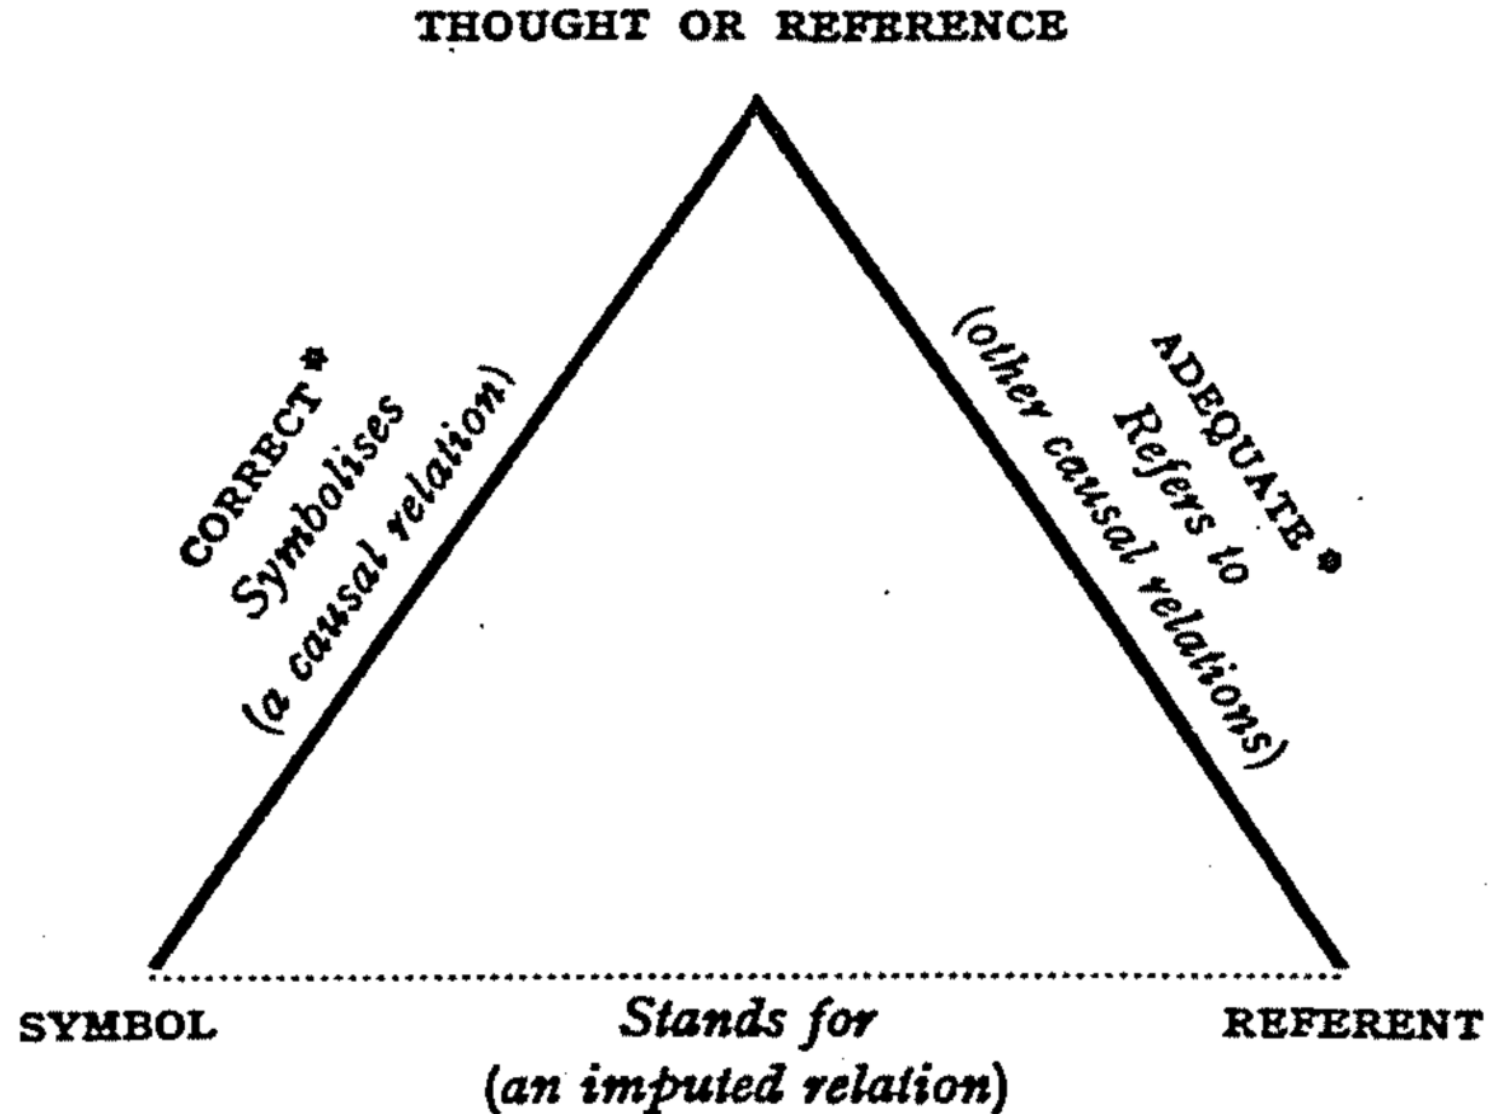 THOUGHT OR REFERENCE
CORRECT*
Symbolises
(a causal relation)
ADEQUATE*
Refers to
(other causal relations)
SYMBOL
Stands for
(an imputed relation)
REFERENT